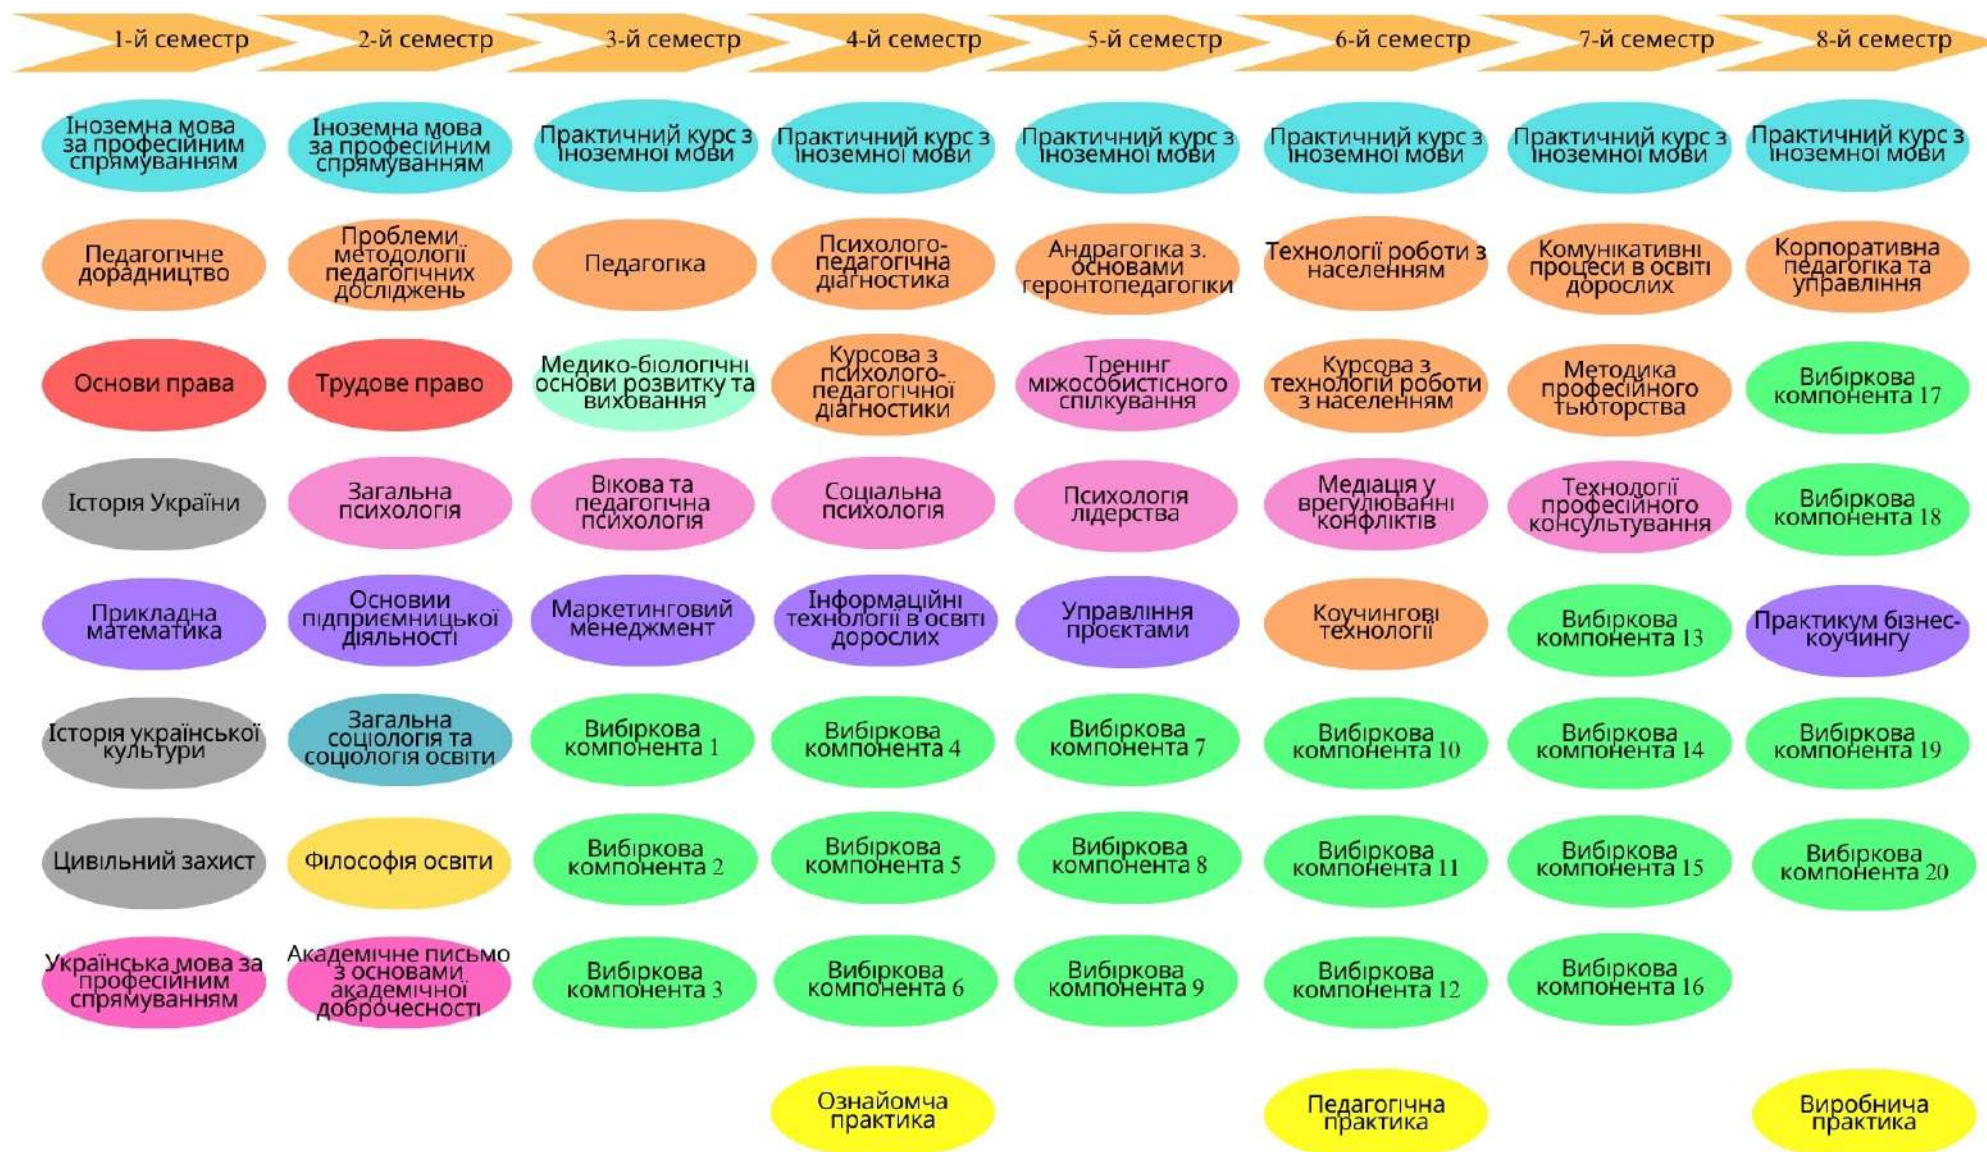 1-й семестр
2-й семестр
3-й семестр
4-й семестр
5-й семестр
6-й семестр
7-й семестр
8-й семестр
Іноземна мова
за професійним
спрямуванням
Іноземна мова
за професійним
спрямуванням
Практичний курс з
іноземної мови
Практичний курс з
іноземної мови
Практичний курс з
іноземної мови
Практичний курс з
іноземної мови
Практичний курс з
іноземної мови
Практичний курс з
іноземної мови
Педагогічне
дорадництво
Проблеми
методології
педагогічних
досліджень
Педагогіка
Психолого-
педагогічна
діагностика
Андрагогіка з.
основами
геронтопедагогіки
Технології роботи з
населенням
Комунікативні
процеси в освіті
дорослих
Корпоративна
педагогіка та
управління
Основи права
Трудове право
Медико-біологічні
основи розвитку та
виховання
Курсова з
психолого-
педагогічної
діагностики
Тренінг
міжособистісного
спілкування
Курсова з
технологій роботи
з населенням
Методика
професійного
тьюторства
Вибіркова
компонента 17
Історія України
Загальна
психологія
Вікова та
педагогічна
психологія
Соціальна
психологія
Психологія
лідерства
Медіація у
врегулюванні
конфліктів
Технології
професійного
консультування
Вибіркова
компонента 18
Прикладна
математика
Основии
підприємницької
діяльності
Маркетинговий
менеджмент
Інформаційні
технології в освіті
дорослих
Управління
проєктами
Коучингові
технології
Вибіркова
компонента 13
Практикум бізнес-
коучингу
Історія української
культури
Загальна
соціологія та
соціологія освіти
Вибіркова
компонента 1
Вибіркова
компонента 4
Вибіркова
компонента 7
Вибіркова
компонента 10
Вибіркова
компонента 14
Вибіркова
компонента 19
Цивільний захист
Філософія освіти
Вибіркова
компонента 2
Вибіркова
компонента 5
Вибіркова
компонента 8
Вибіркова
компонента 11
Вибіркова
компонента 15
Вибіркова
компонента 20
Українська мова за
професійним
спрямуванням
Академічне письмо
з основами
академічної
доброчесності
Вибіркова
компонента 3
Вибіркова
компонента 6
Вибіркова
компонента 9
Вибіркова
компонента 12
Вибіркова
компонента 16
Ознайомча
практика
Педагогічна
практика
Виробнича
практика